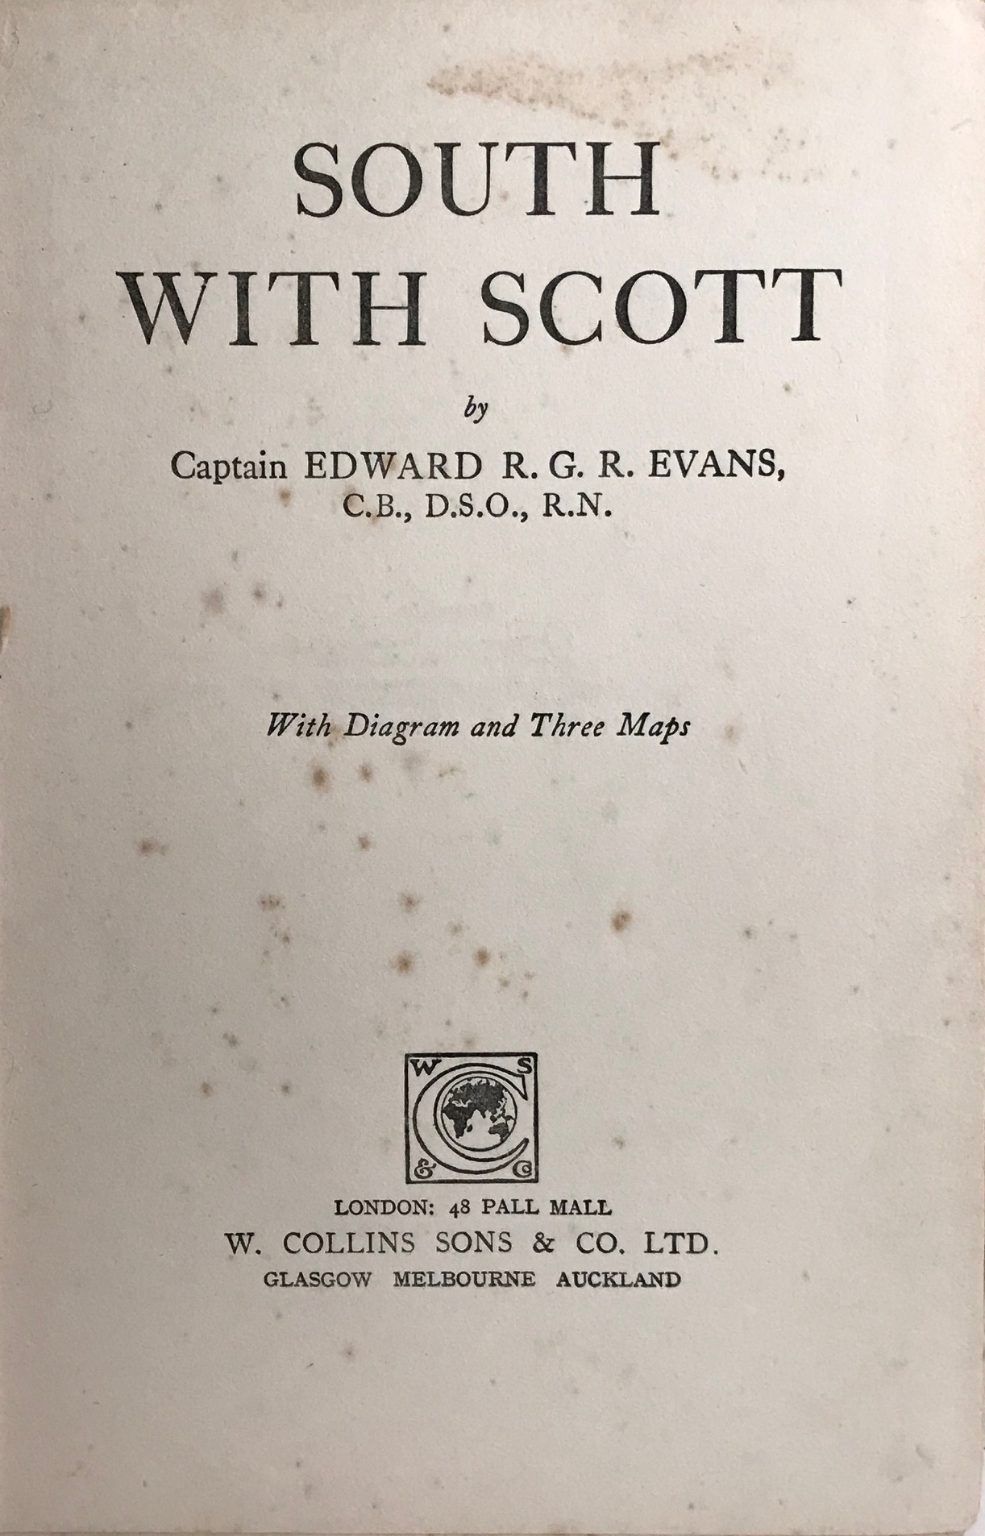 SOUTH
WITH SCOTT
by
Captain EDWARD R. G. R. EVANS,
C.B., D.S.O., R.N.
With Diagram and Three Maps
W S
C
& Co
LONDON: 48 PALL MALL
W. COLLINS SONS & CO. LTD.
GLASGOW MELBOURNE AUCKLAND